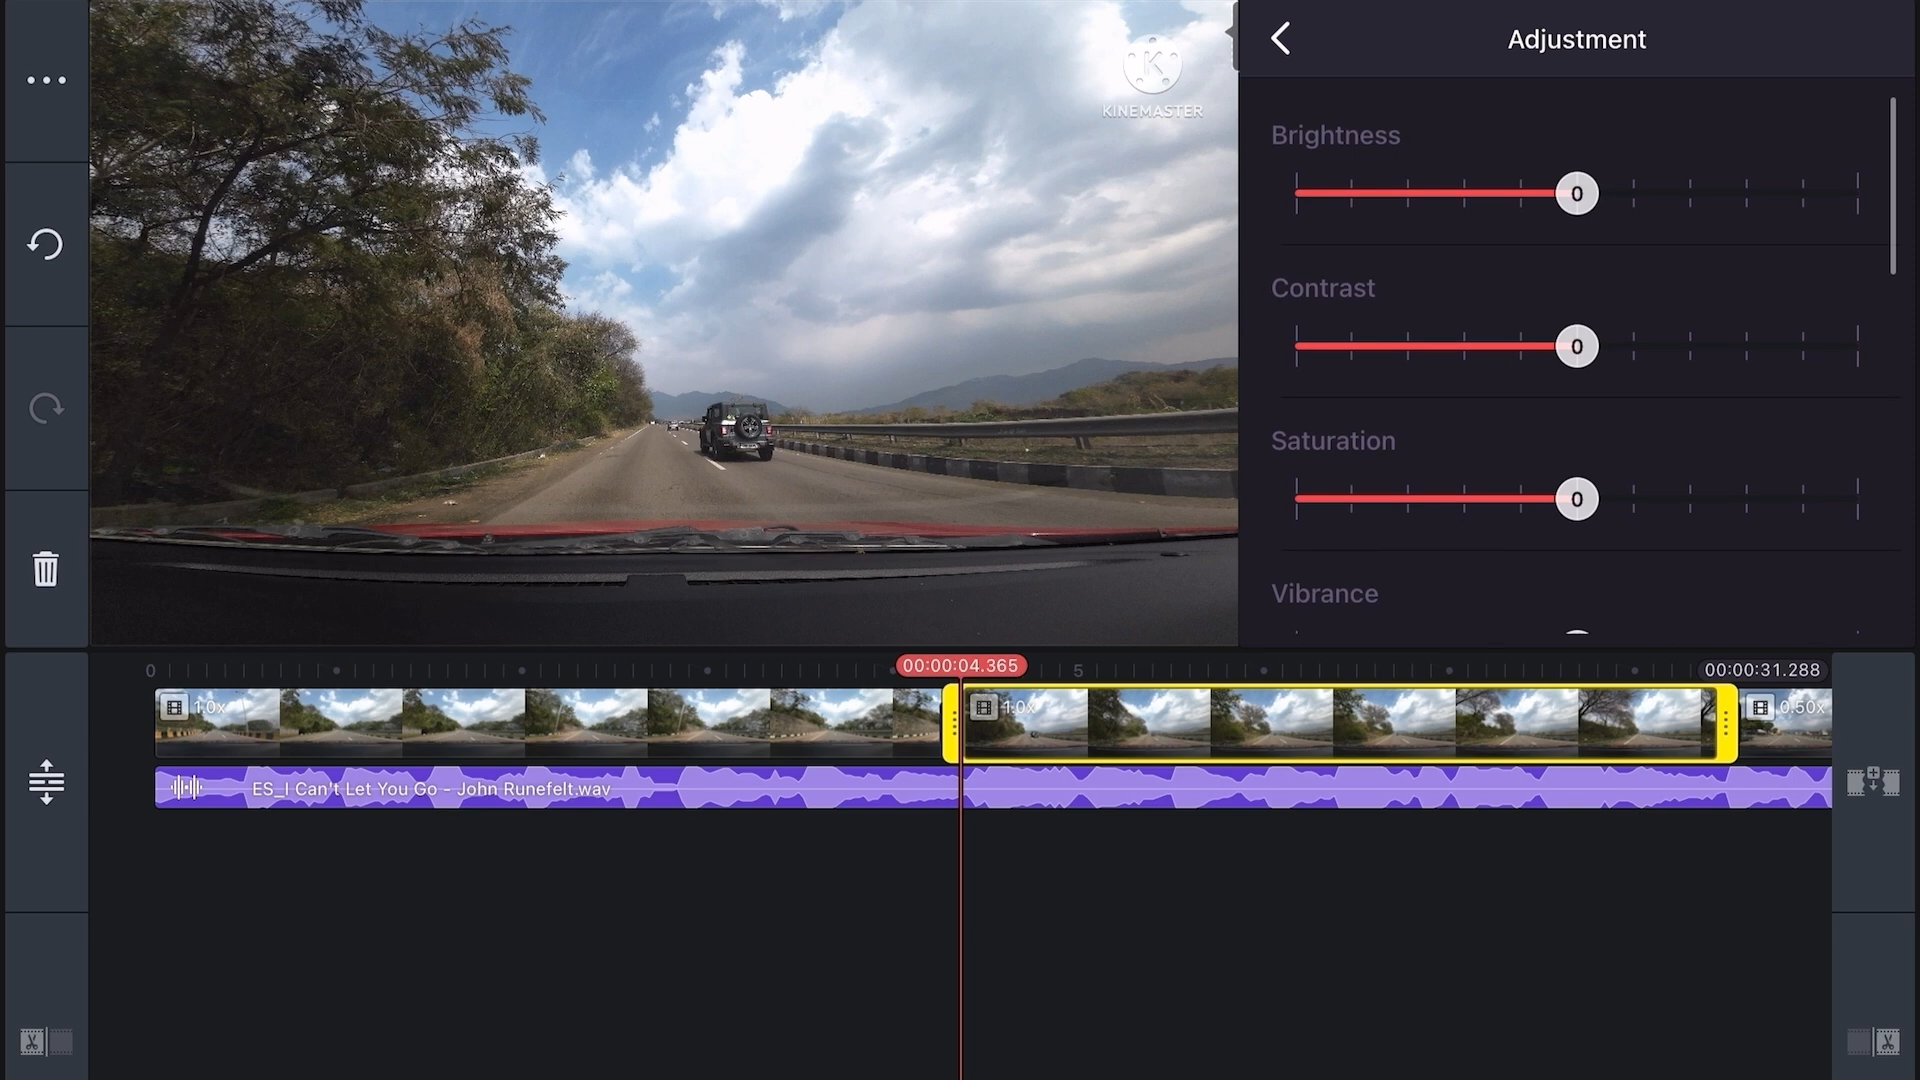 K
KINEMASTER
Adjustment
Brightness
0
Contrast
0
Saturation
0
Vibrance
0
00:00:04.365
5
00:00:31.288
1.0x
1.0x
0.50x
ES_I Can't Let You Go - John Runefelt.wav